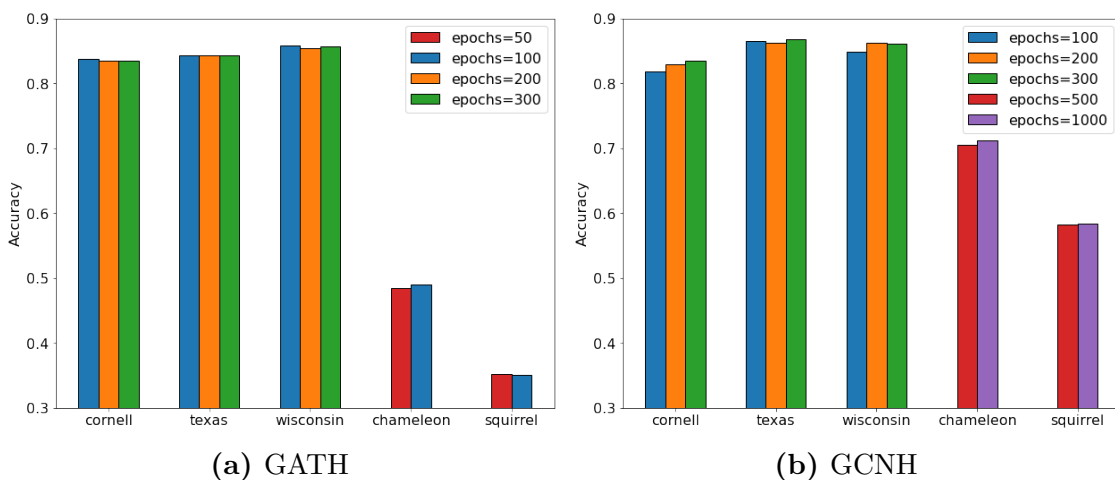 0.9
0.8
0.7
0.6
0.5
0.4
0.3
Accuracy
epochs=50
epochs=100
epochs=200
epochs=300
cornell texas wisconsin chameleon squirrel
(a) GATH
0.9
0.8
0.7
0.6
0.5
0.4
0.3
Accuracy
epochs=100
epochs=200
epochs=300
epochs=500
epochs=1000
cornell texas wisconsin chameleon squirrel
(b) GCNH